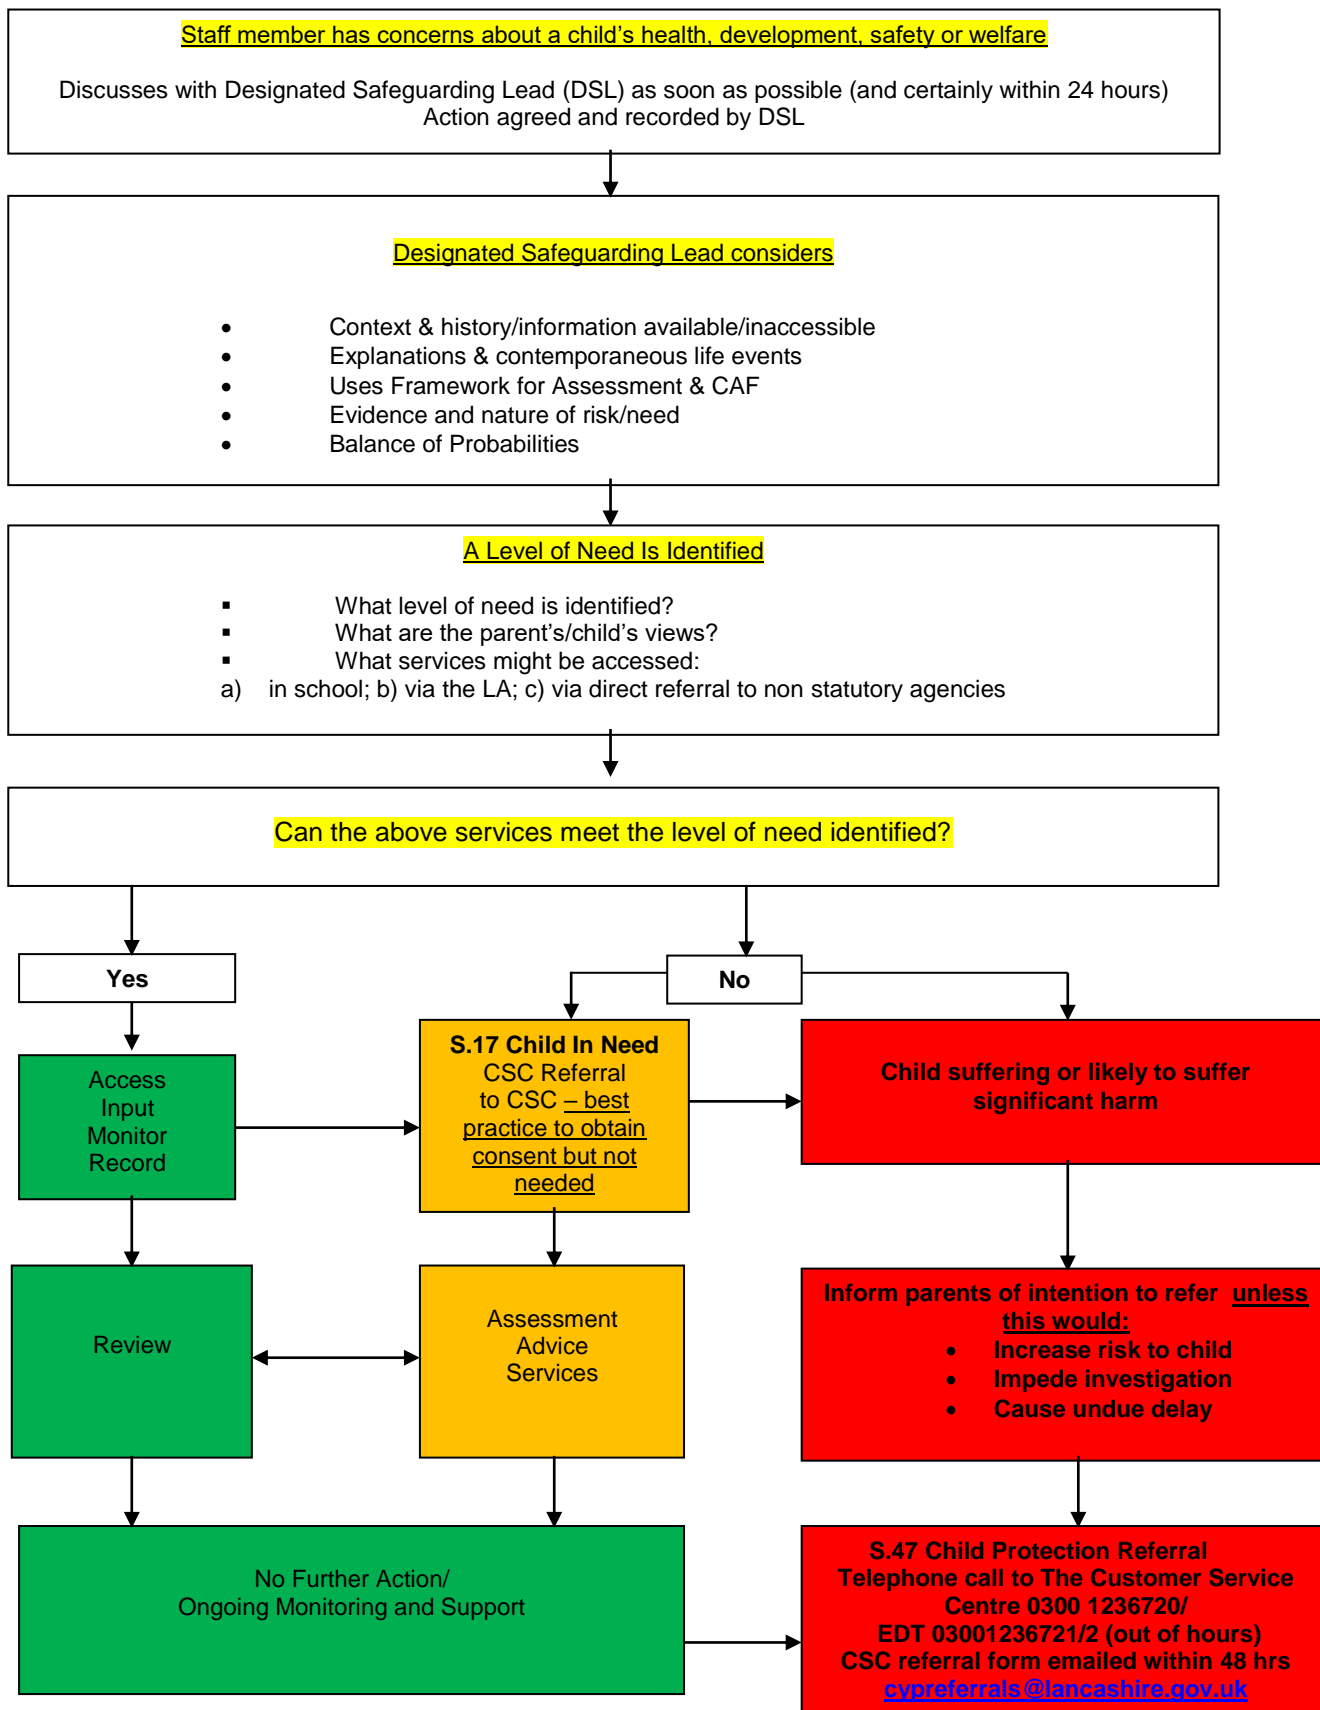 Staff member has concerns about a child's health, development, safety or welfare
Discusses with Designated Safeguarding Lead (DSL) as soon as possible (and certainly within 24 hours)
Action agreed and recorded by DSL
Designated Safeguarding Lead considers
• Context & history/information available/inaccessible
• Explanations & contemporaneous life events
• Uses Framework for Assessment & CAF
• Evidence and nature of risk/need
• Balance of Probabilities
A Level of Need Is Identified
▪ What level of need is identified?
▪ What are the parent's/child's views?
▪ What services might be accessed:
a) in school; b) via the LA; c) via direct referral to non statutory agencies
Can the above services meet the level of need identified?
Yes
No
Access
Input
Monitor
Record
S.17 Child In Need
CSC Referral
to CSC – best
practice to obtain
consent but not
needed
Child suffering or likely to suffer
significant harm
Review
Assessment
Advice
Services
Inform parents of intention to refer unless
this would:
• Increase risk to child
• Impede investigation
• Cause undue delay
No Further Action/
Ongoing Monitoring and Support
S.47 Child Protection Referral
Telephone call to The Customer Service
Centre 0300 1236720/
EDT 03001236721/2 (out of hours)
CSC referral form emailed within 48 hrs
cypreferrals@lancashire.gov.uk